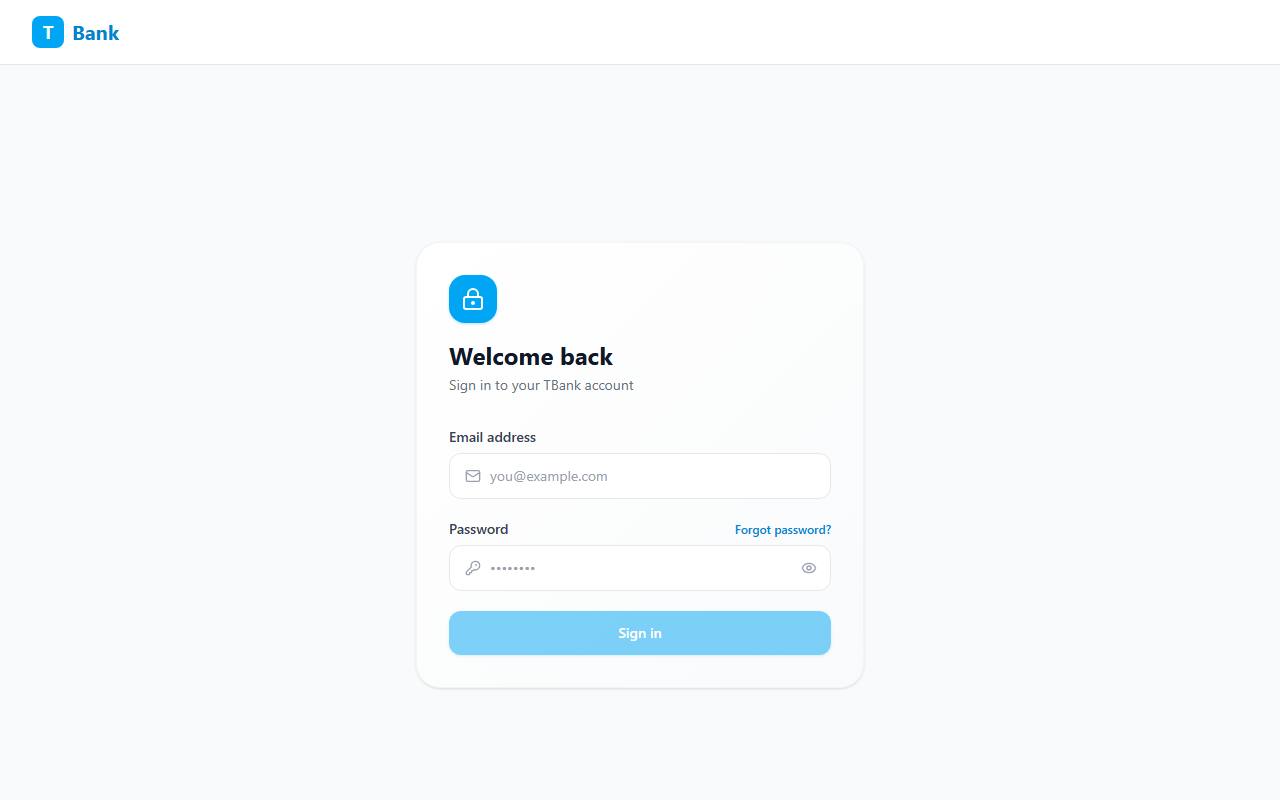 T Bank
Welcome back
Sign in to your TBank account
Email address
you@example.com
Password Forgot password?
••••••••
Sign in